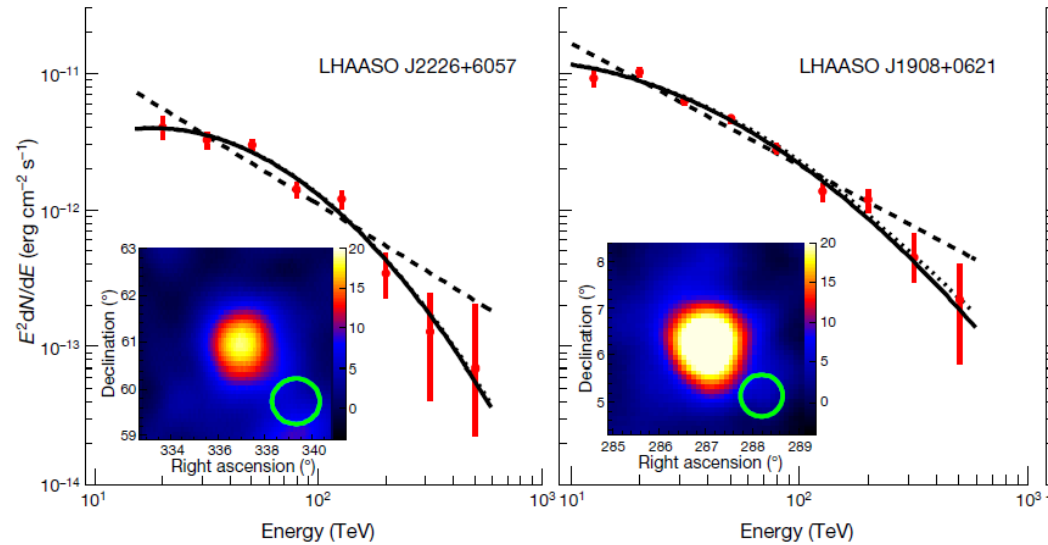 LHAASO J2226+6057
LHAASO J1908+0621
E²dN/dE (erg cm⁻² s⁻¹)
10⁻¹¹
10⁻¹²
10⁻¹³
10⁻¹⁴
63
62
61
60
59
Declination (°)
334 336 338 340
Right ascension (°)
20
15
10
5
0
8
7
6
5
Declination (°)
285 286 287 288 289
Right ascension (°)
20
15
10
5
0
10¹ 10² 10³
Energy (TeV)
10¹ 10² 10³
Energy (TeV)